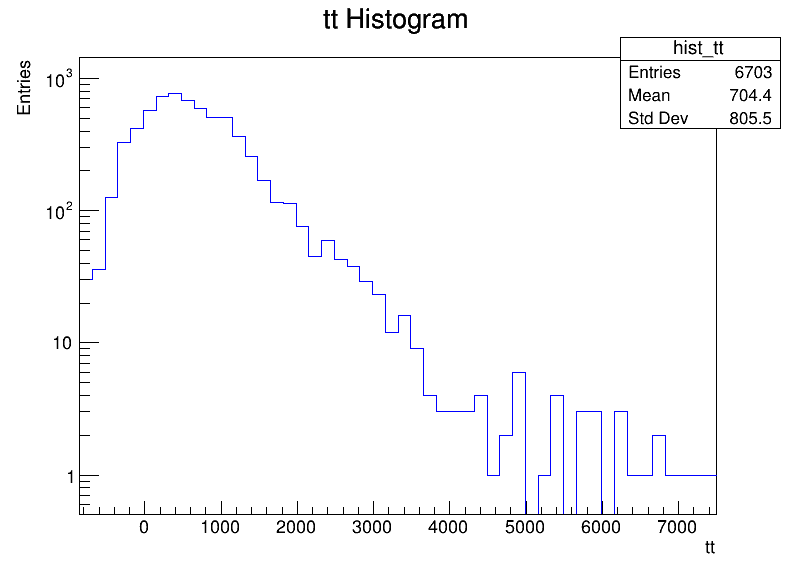 tt Histogram
hist_tt
Entries 6703
Mean 704.4
Std Dev 805.5
Entries
10³
10²
10
1
0 1000 2000 3000 4000 5000 6000 7000
tt